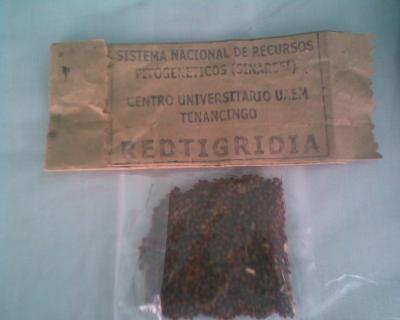 SISTEMA NACIONAL DE RECURSOS
FITOGENETICOS (SINAREFI)
CENTRO UNIVERSITARIO UAEM
TENANCINGO
REDTIGRIDIA